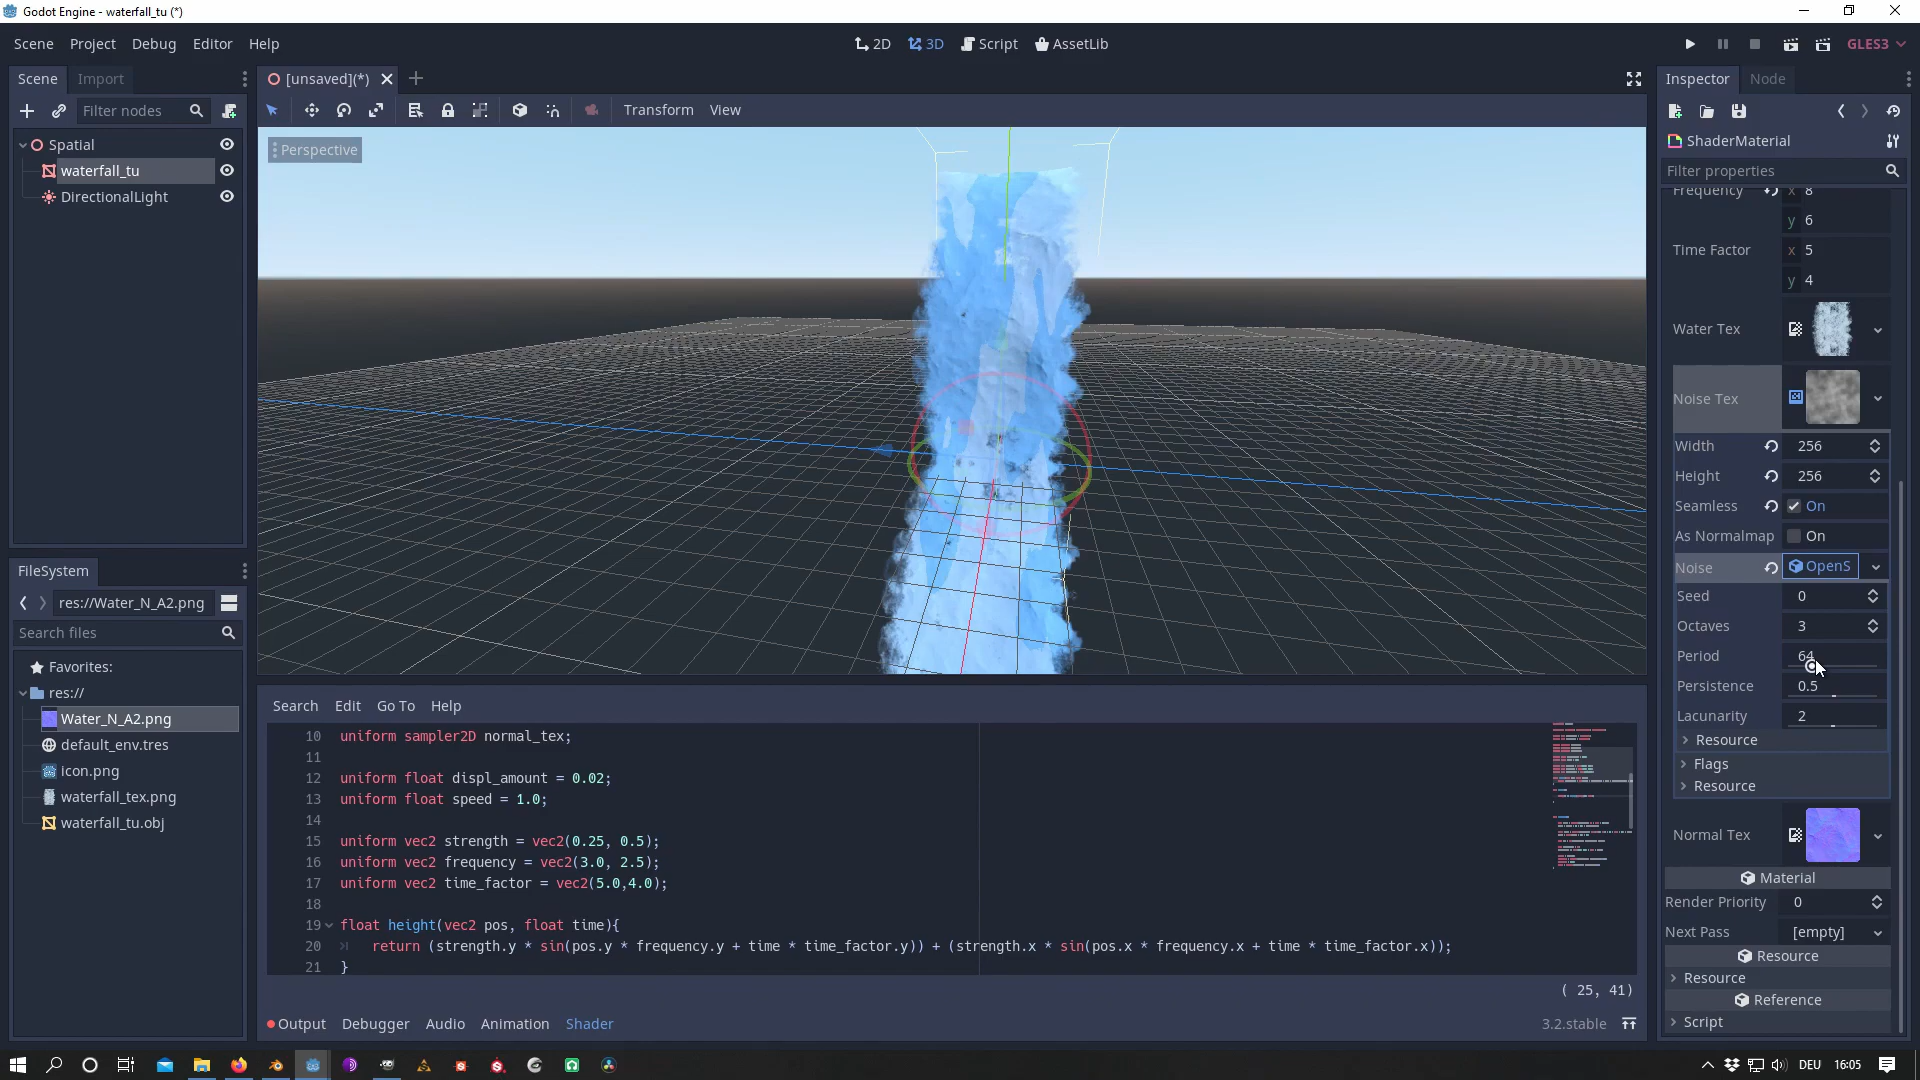 Godot Engine - waterfall_tu (*)
Scene Project Debug Editor Help
2D 3D Script AssetLib
GLES3
Scene Import
Filter nodes
Spatial
waterfall_tu
DirectionalLight
FileSystem
res://Water_N_A2.png
Search files
Favorites:
res://
Water_N_A2.png
default_env.tres
icon.png
waterfall_tex.png
waterfall_tu.obj
[unsaved](*)
Transform View
Perspective
Search Edit Go To Help
10 uniform sampler2D normal_tex;
11
12 uniform float displ_amount = 0.02;
13 uniform float speed = 1.0;
14
15 uniform vec2 strength = vec2(0.25, 0.5);
16 uniform vec2 frequency = vec2(3.0, 2.5);
17 uniform vec2 time_factor = vec2(5.0,4.0);
18
19 float height(vec2 pos, float time){
20 return (strength.y * sin(pos.y * frequency.y + time * time_factor.y)) + (strength.x * sin(pos.x * frequency.x + time * time_factor.x));
21 }
( 25, 41)
Output Debugger Audio Animation Shader
3.2.stable
Inspector Node
ShaderMaterial
Filter properties
Frequency x 8
y 6
Time Factor x 5
y 4
Water Tex
Noise Tex
Width 256
Height 256
Seamless On
As Normalmap On
Noise OpenS
Seed 0
Octaves 3
Period 64
Persistence 0.5
Lacunarity 2
Resource
Flags
Resource
Normal Tex
Material
Render Priority 0
Next Pass [empty]
Resource
Resource
Reference
Script
DEU 16:05